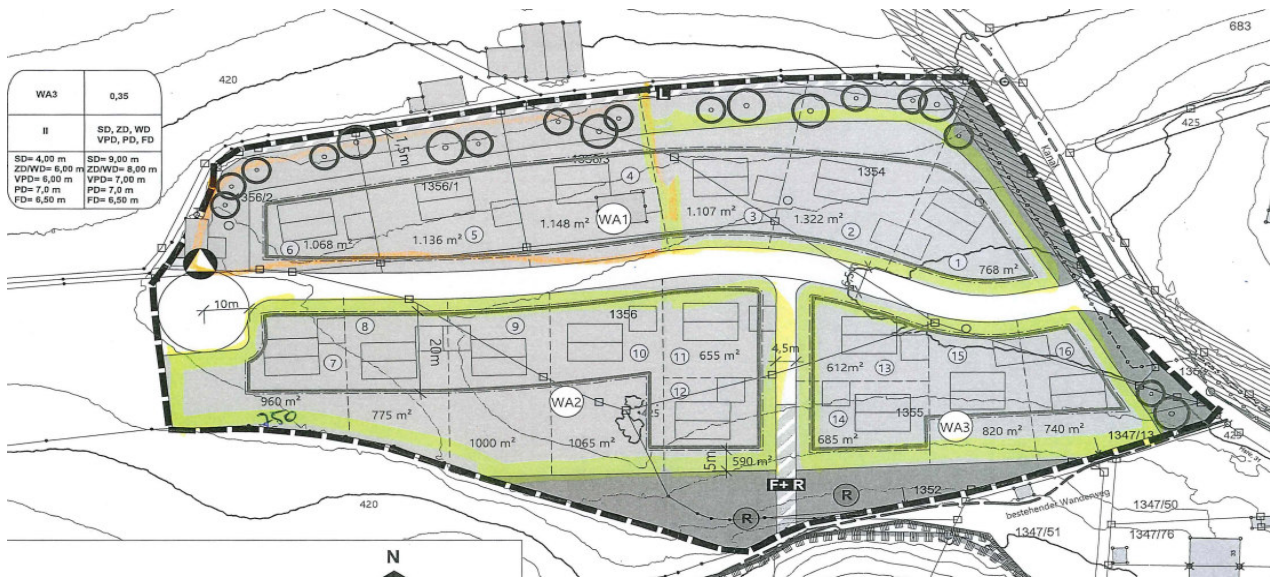 683
420
425
WA3
0,35
II
SD, ZD, WD
VPD, PD, FD
SD= 4,00 m
ZD/WD= 6,00 m
VPD= 6,00 m
PD= 7,0 m
FD= 6,50 m
SD= 9,00 m
ZD/WD= 8,00 m
VPD= 7,00 m
PD= 7,0 m
FD= 6,50 m
Kanal
1356/3
1356/1
4
1354
WA1
1.107 m²
3
1.322 m²
2
6
1.068 m²
1.136 m²
5
1.148 m²
1
768 m²
10m
1356
8
9
7
20m
10
11
655 m²
4,5m
612m²
13
15
16
12
WA2
960 m²
250
775 m²
1000 m²
1065 m²
590 m²
5m
14
685 m²
1355
WA3
820 m²
740 m²
1347/13
F+ R
R
R
1352
bestehender Wanderweg
420
1347/50
1347/51
1347/76
N